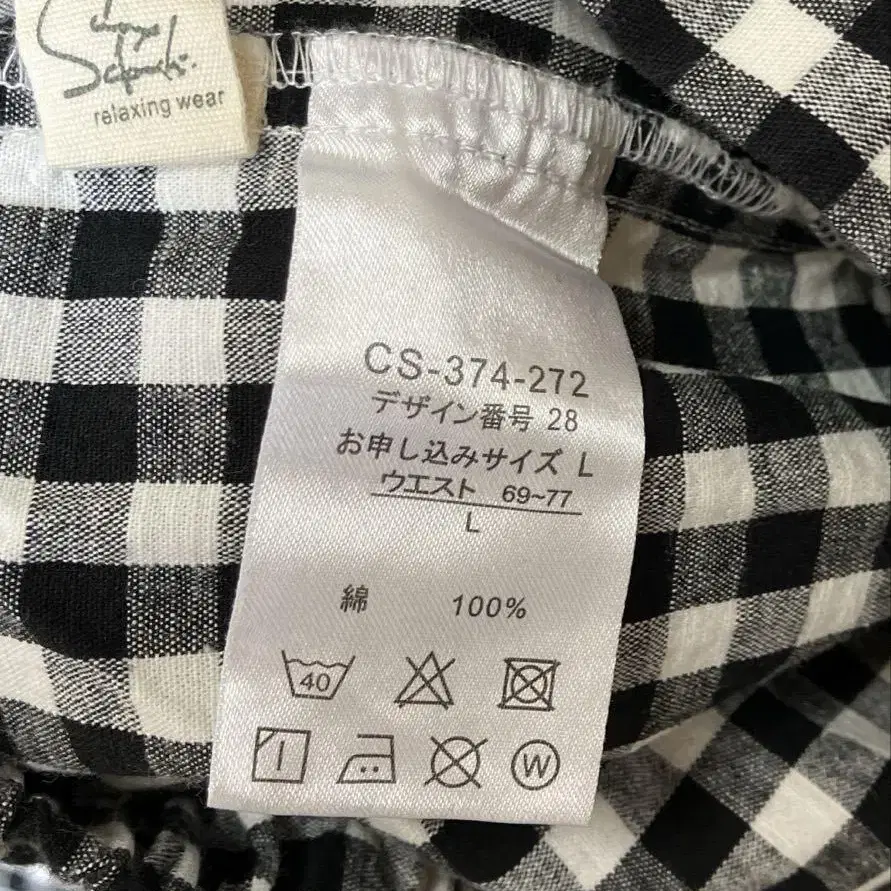 relaxing wear
CS-374-272
デザイン番号 28
お申し込みサイズ L
ウエスト 69~77
L
綿 100%
40
W